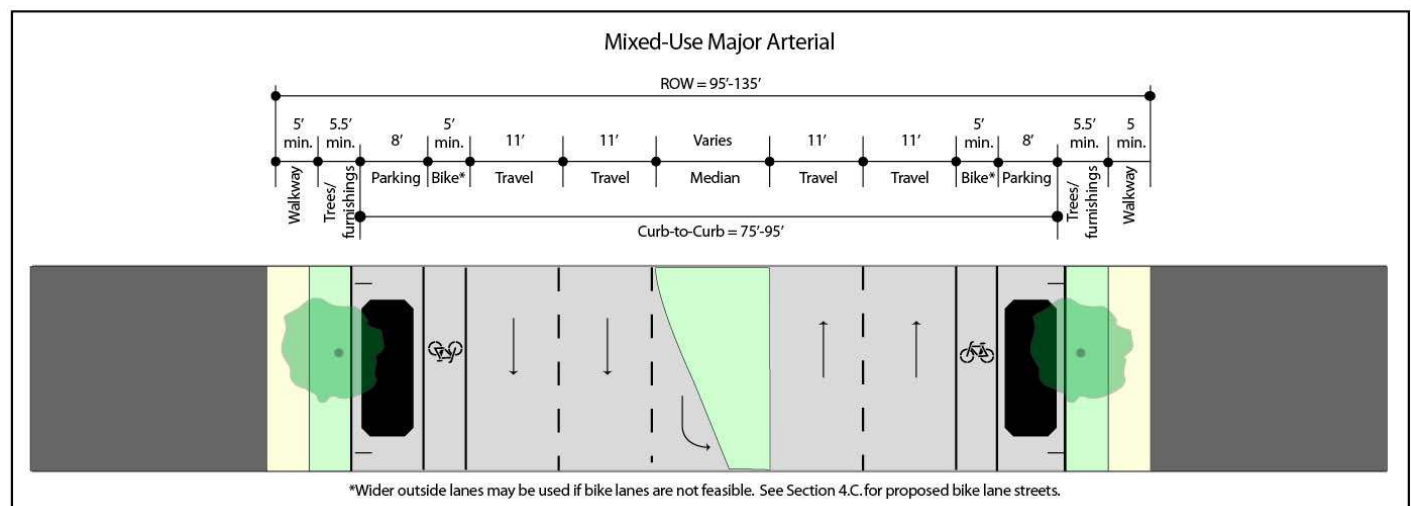 Mixed-Use Major Arterial
ROW = 95’-135’
5’ min.
5.5’ min.
8’
5’ min.
11’
11’
Varies
11’
11’
5’ min.
8’
5.5’ min.
5 min.
Walkway
Trees/ furnishings
Parking
Bike*
Travel
Travel
Median
Travel
Travel
Bike*
Parking
Trees/ furnishings
Walkway
Curb-to-Curb = 75’-95’
*Wider outside lanes may be used if bike lanes are not feasible. See Section 4.C. for proposed bike lane streets.